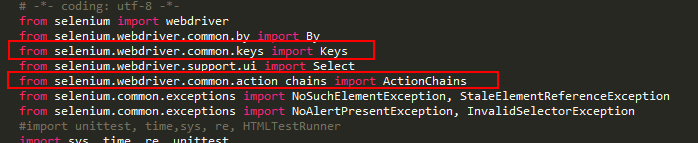 # -*- coding: utf-8 -*-
from selenium import webdriver
from selenium.webdriver.common.by import By
from selenium.webdriver.common.keys import Keys
from selenium.webdriver.support.ui import Select
from selenium.webdriver.common.action_chains import ActionChains
from selenium.common.exceptions import NoSuchElementException, StaleElementReferenceException
from selenium.common.exceptions import NoAlertPresentException, InvalidSelectorException
#import unittest, time,sys, re, HTMLTestRunner
import sys, time, re, unittest